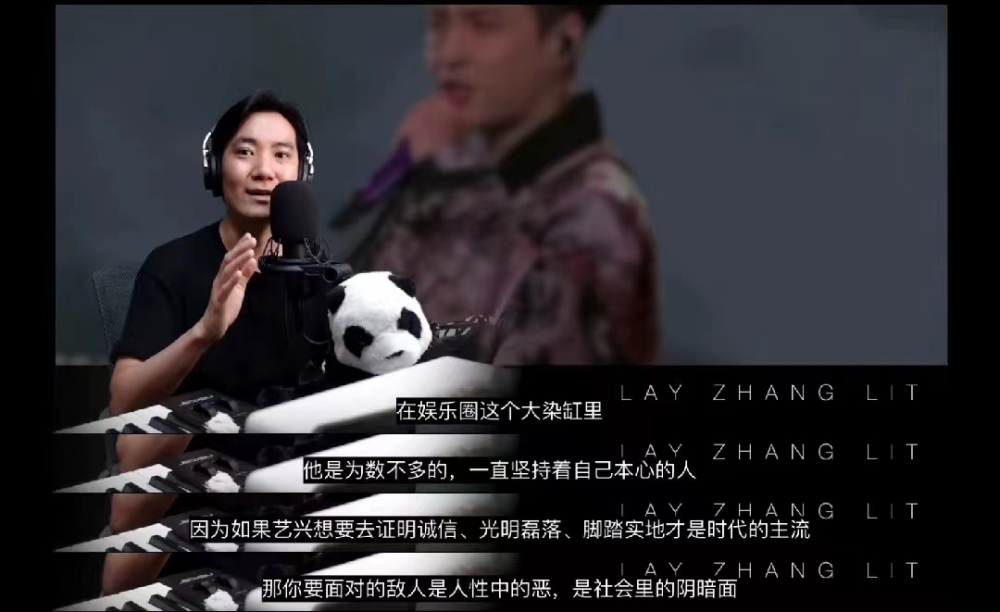 LAY ZHANG LIT
在娱乐圈这个大染缸里
LAY ZHANG LIT
他是为数不多的，一直坚持着自己本心的人
LAY ZHANG LIT
因为如果艺兴想要去证明诚信、光明磊落、脚踏实地才是时代的主流
LAY ZHANG LIT
那你要面对的敌人是人性中的恶，是社会里的阴暗面